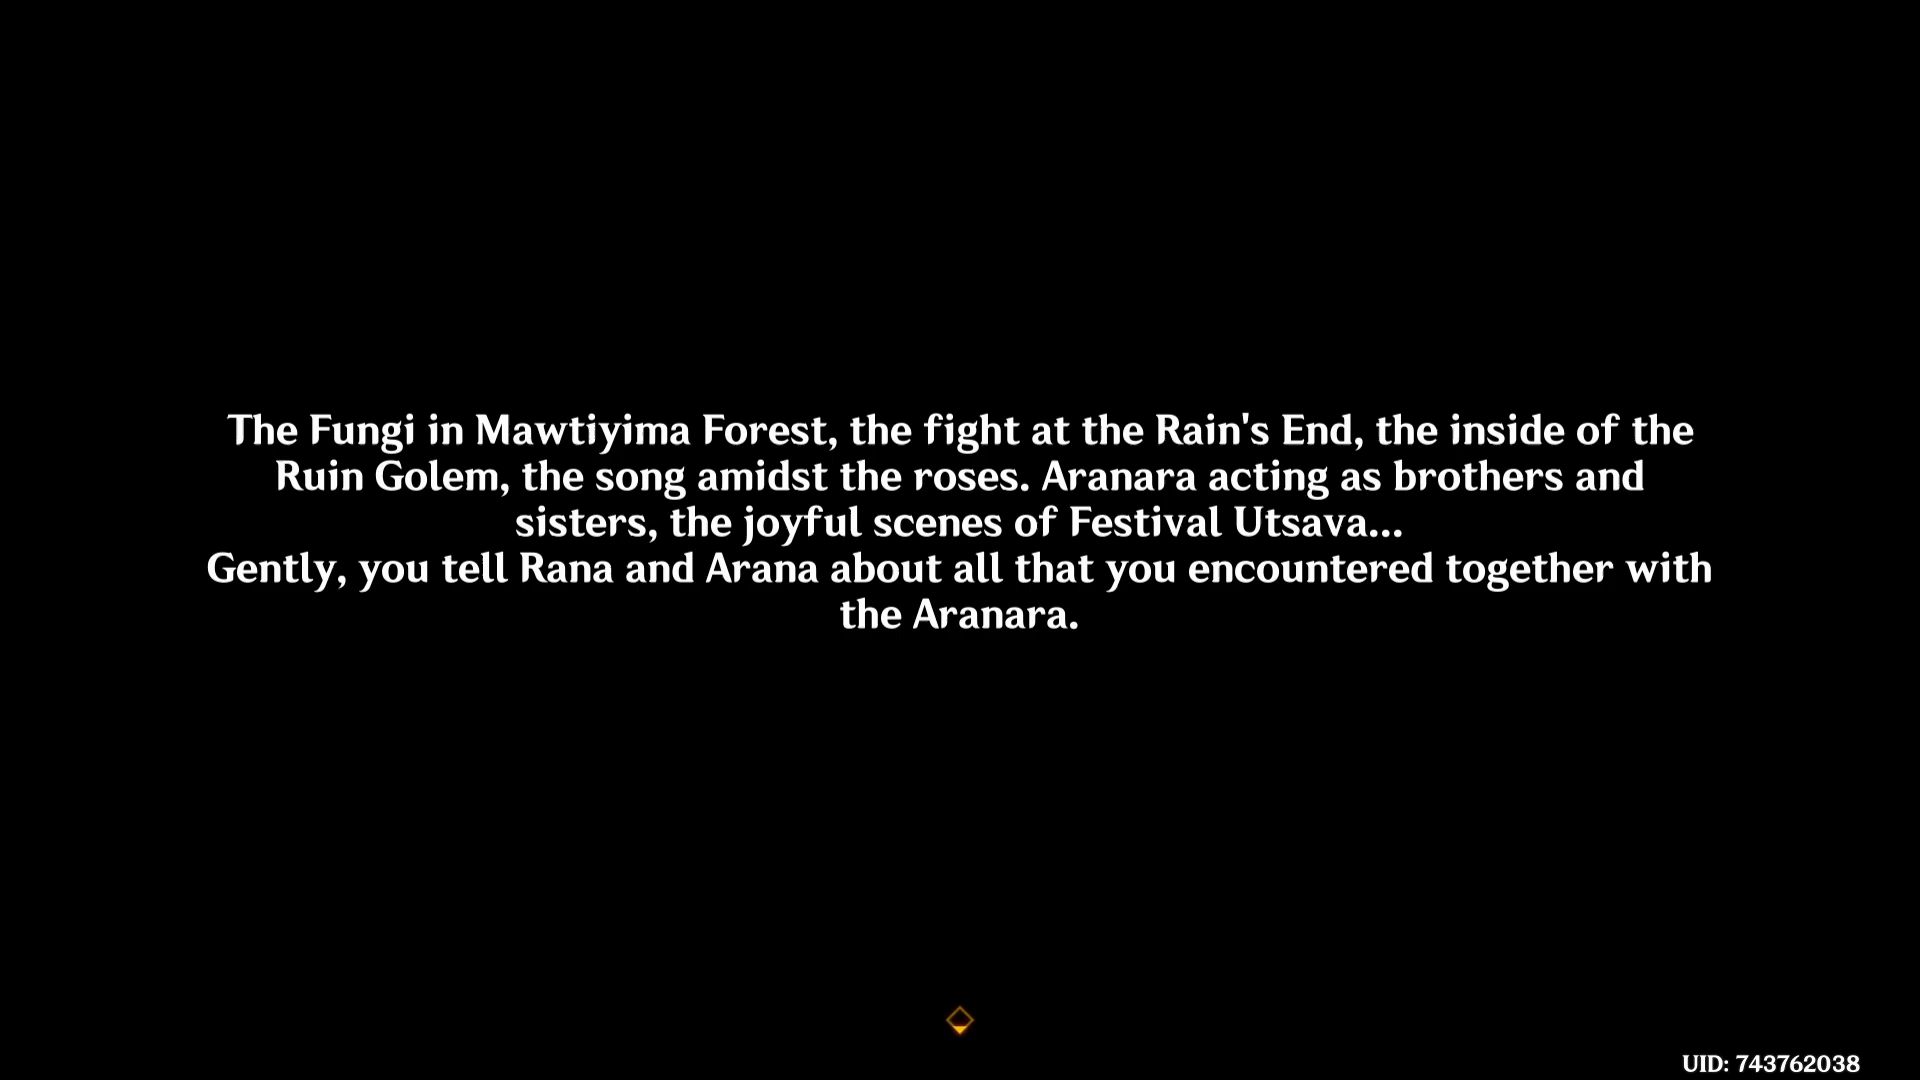 The Fungi in Mawtiyima Forest, the fight at the Rain's End, the inside of the
Ruin Golem, the song amidst the roses. Aranara acting as brothers and
sisters, the joyful scenes of Festival Utsava...
Gently, you tell Rana and Arana about all that you encountered together with
the Aranara.
UID: 743762038